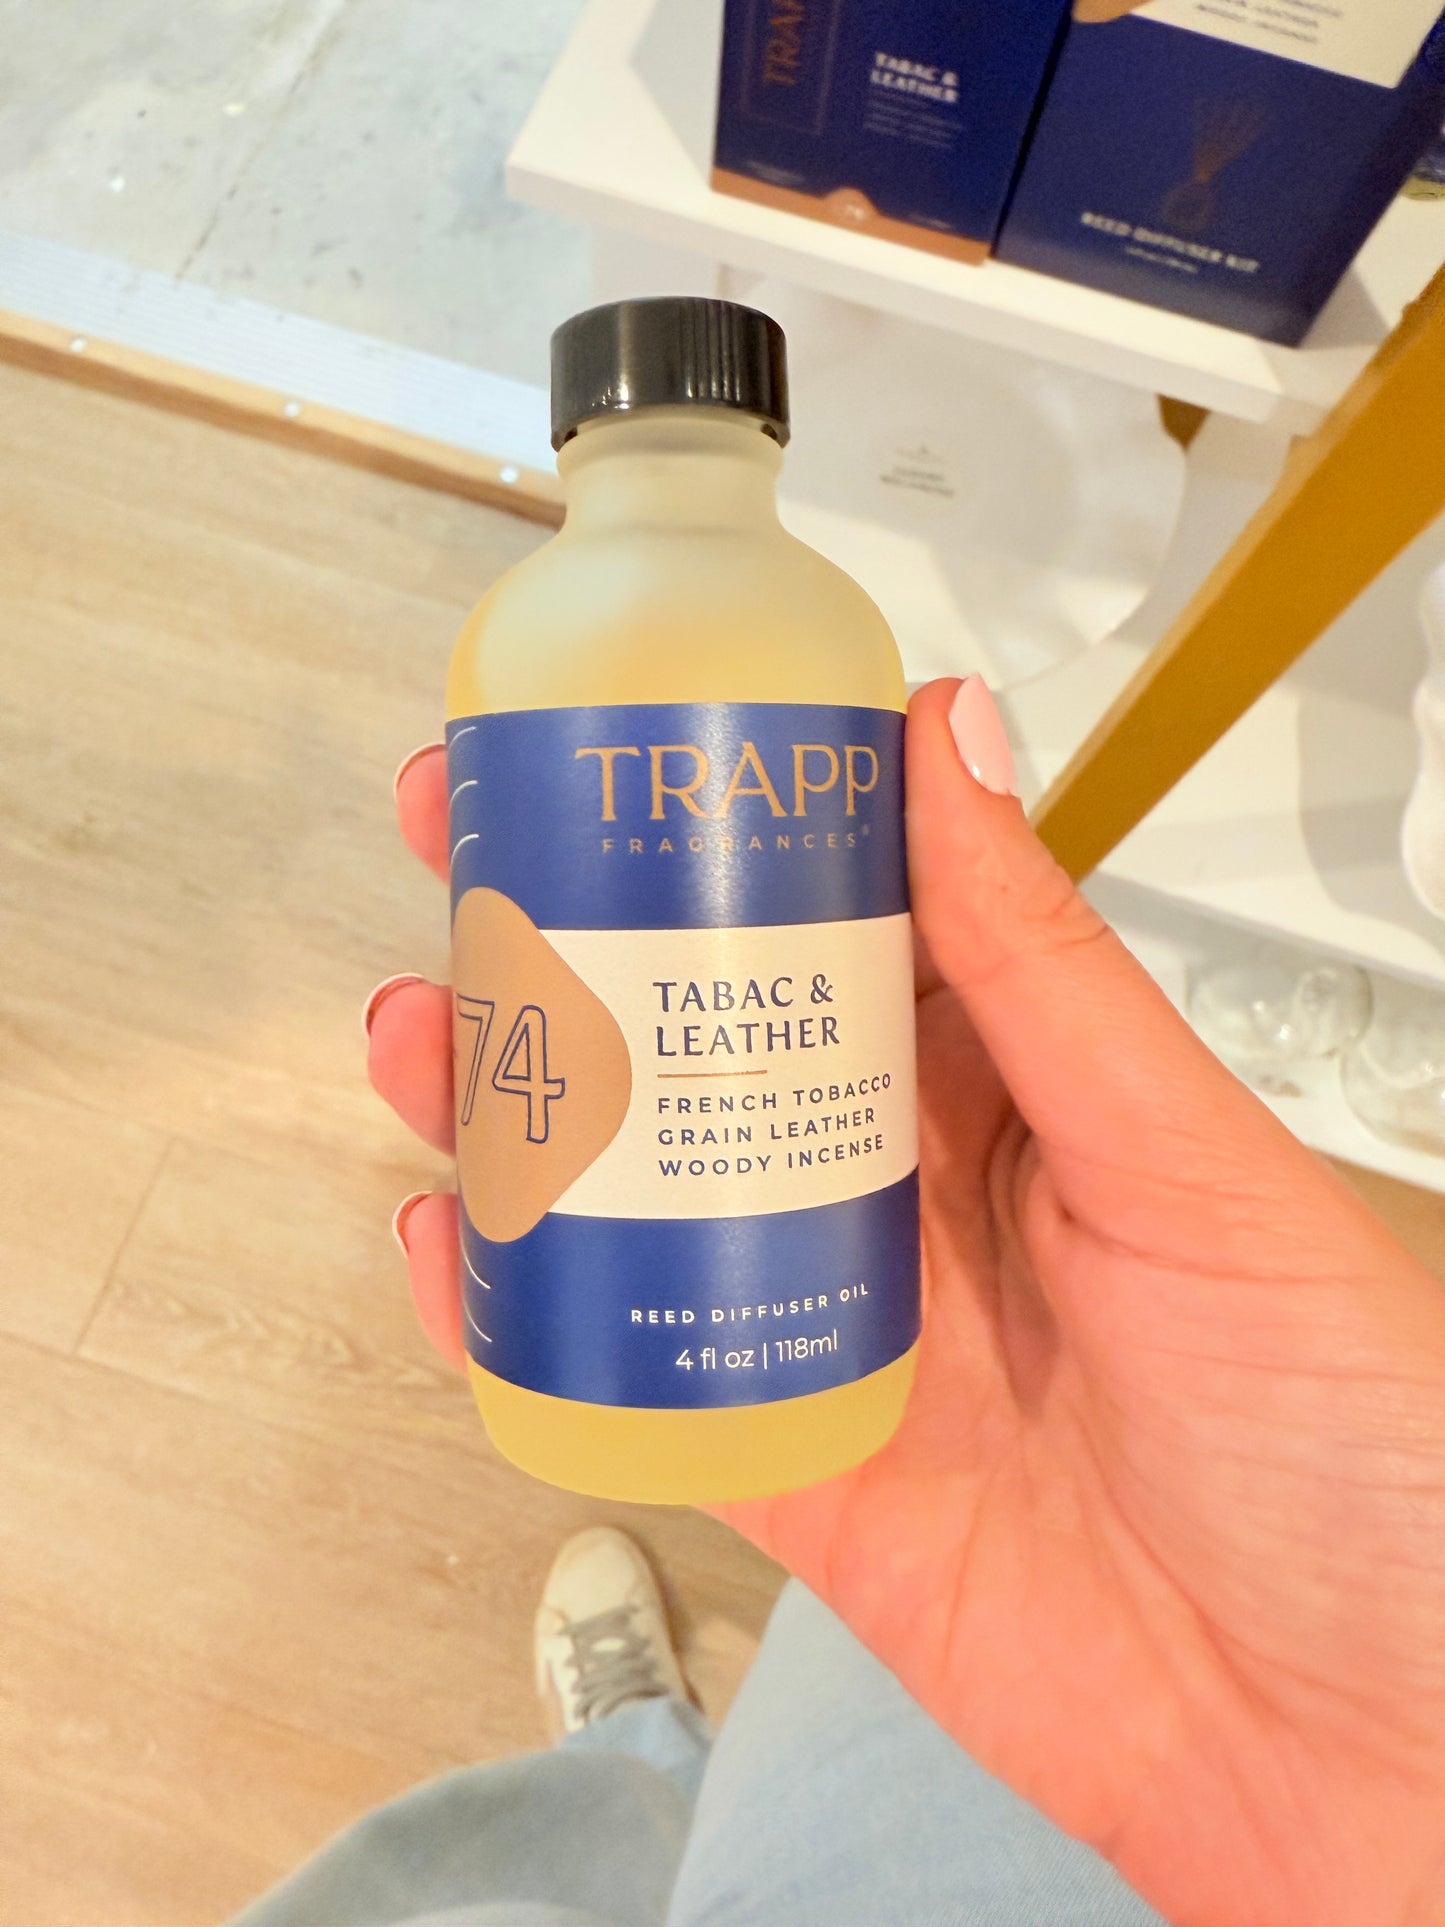 TRAPP
TABAC &
LEATHER
REED DIFFUSER KIT
TRAPP
FRAGRANCES®
74
TABAC &
LEATHER
FRENCH TOBACCO
GRAIN LEATHER
WOODY INCENSE
REED DIFFUSER OIL
4 fl oz | 118ml